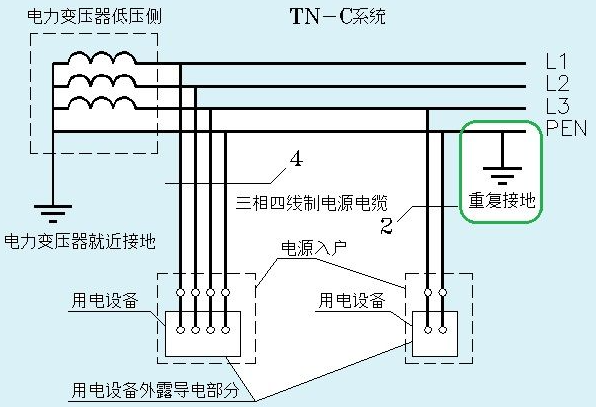 电力变压器低压侧
TN-C系统
L1
L2
L3
PEN
4
三相四线制电源电缆
2
重复接地
电力变压器就近接地
电源入户
用电设备
用电设备
用电设备外露导电部分